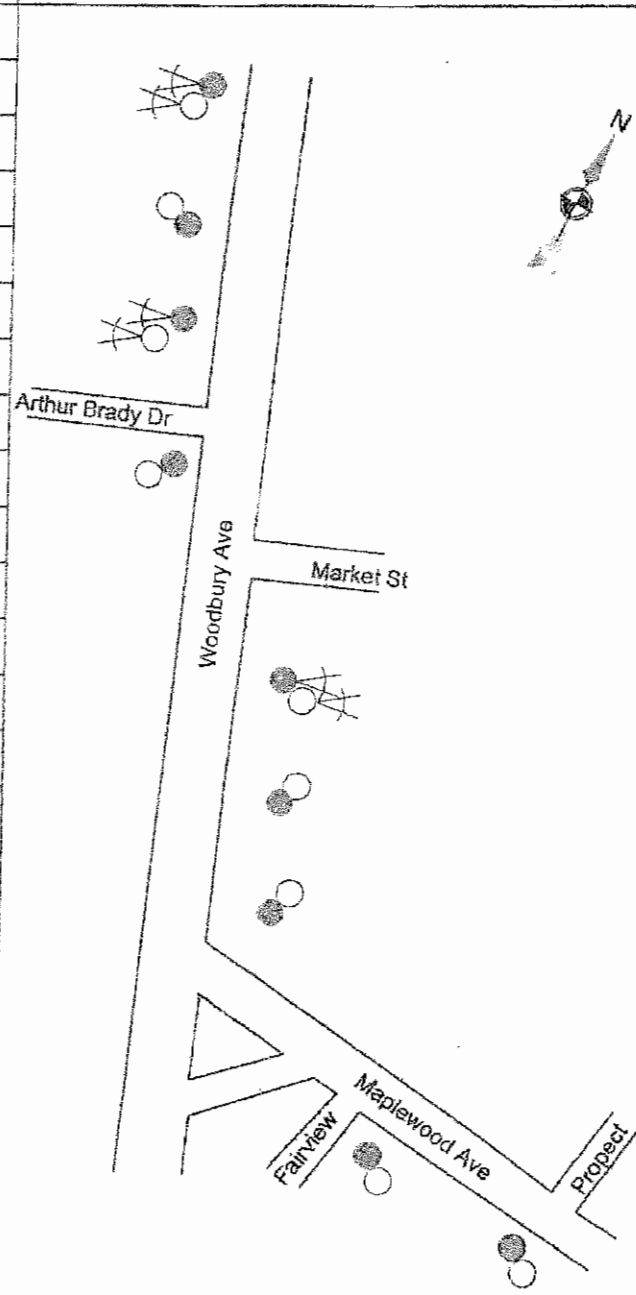 N
Arthur Brady Dr
Woodbury Ave
Market St
Maplewood Ave
Fairview
Propect